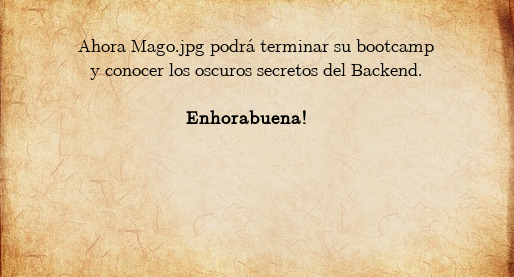 Ahora Mago.jpg podrá terminar su bootcamp
y conocer los oscuros secretos del Backend.
Enhorabuena!